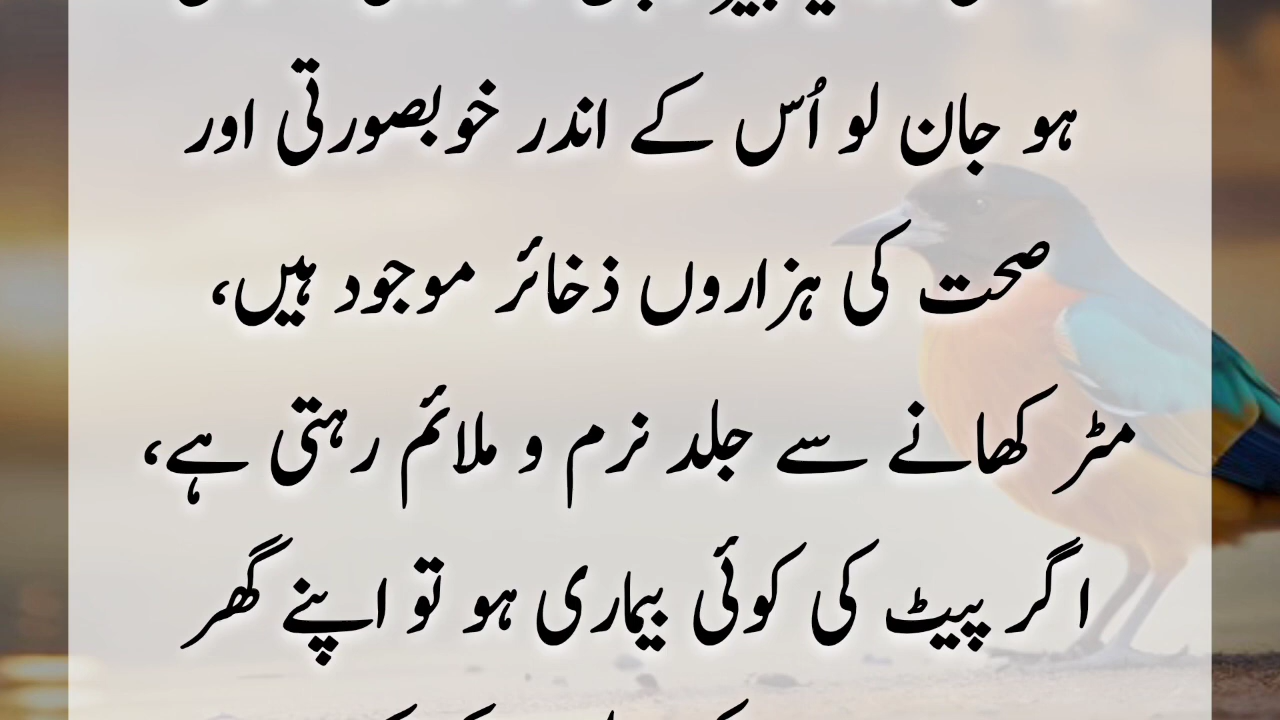 ہو جان لو اُس کے اندر خوبصورتی اور
صحت کی ہزاروں ذخائر موجود ہیں،
مٹر کھانے سے جلد نرم و ملائم رہتی ہے،
اگر پیٹ کی کوئی بیماری ہو تو اپنے گھر